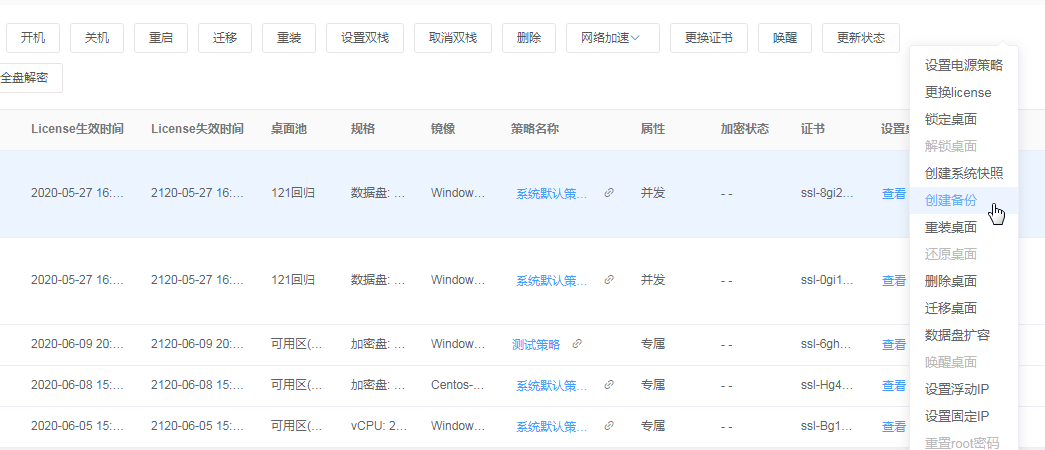 开机 关机 重启 迁移 重装 设置双栈 取消双栈 删除 网络加速 更换证书 唤醒 更新状态
全盘解密
License生效时间 License失效时间 桌面池 规格 镜像 策略名称 属性 加密状态 证书
2020-05-27 16:... 2120-05-27 16:... 121回归 数据盘: ... Window... 系统默认策... 并发 - - ssl-8gi2... 查看
2020-05-27 16:... 2120-05-27 16:... 121回归 数据盘: ... Window... 系统默认策... 并发 - - ssl-0gi1... 查看
2020-06-09 20:... 2120-06-09 20:... 可用区(... 加密盘: ... Window... 测试策略 专属 - - ssl-6gh... 查看
2020-06-08 15:... 2120-06-08 15:... 可用区(... 加密盘: ... Centos-... 系统默认策... 专属 - - ssl-Hg4... 查看
2020-06-05 15:... 2120-06-05 15:... 可用区(... vCPU: 2... Window... 系统默认策... 专属 - - ssl-Bg1... 查看
设置电源策略
更换license
锁定桌面
解锁桌面
创建系统快照
创建备份
重装桌面
还原桌面
删除桌面
迁移桌面
数据盘扩容
唤醒桌面
设置浮动IP
设置固定IP
重置root密码